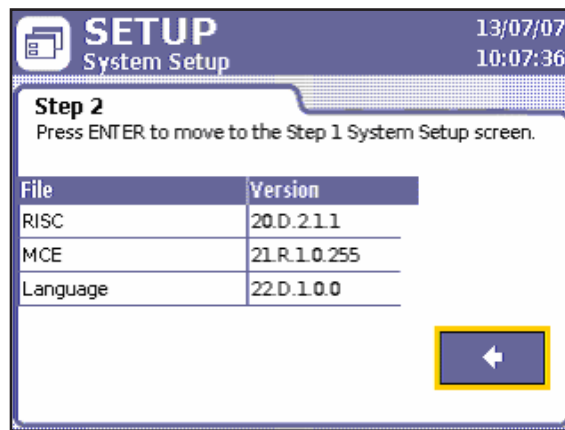 SETUP
13/07/07
System Setup
10:07:36
Step 2
Press ENTER to move to the Step 1 System Setup screen.
File Version
RISC 20.D.2.1.1
MCE 21.R.1.0.255
Language 22.D.1.0.0